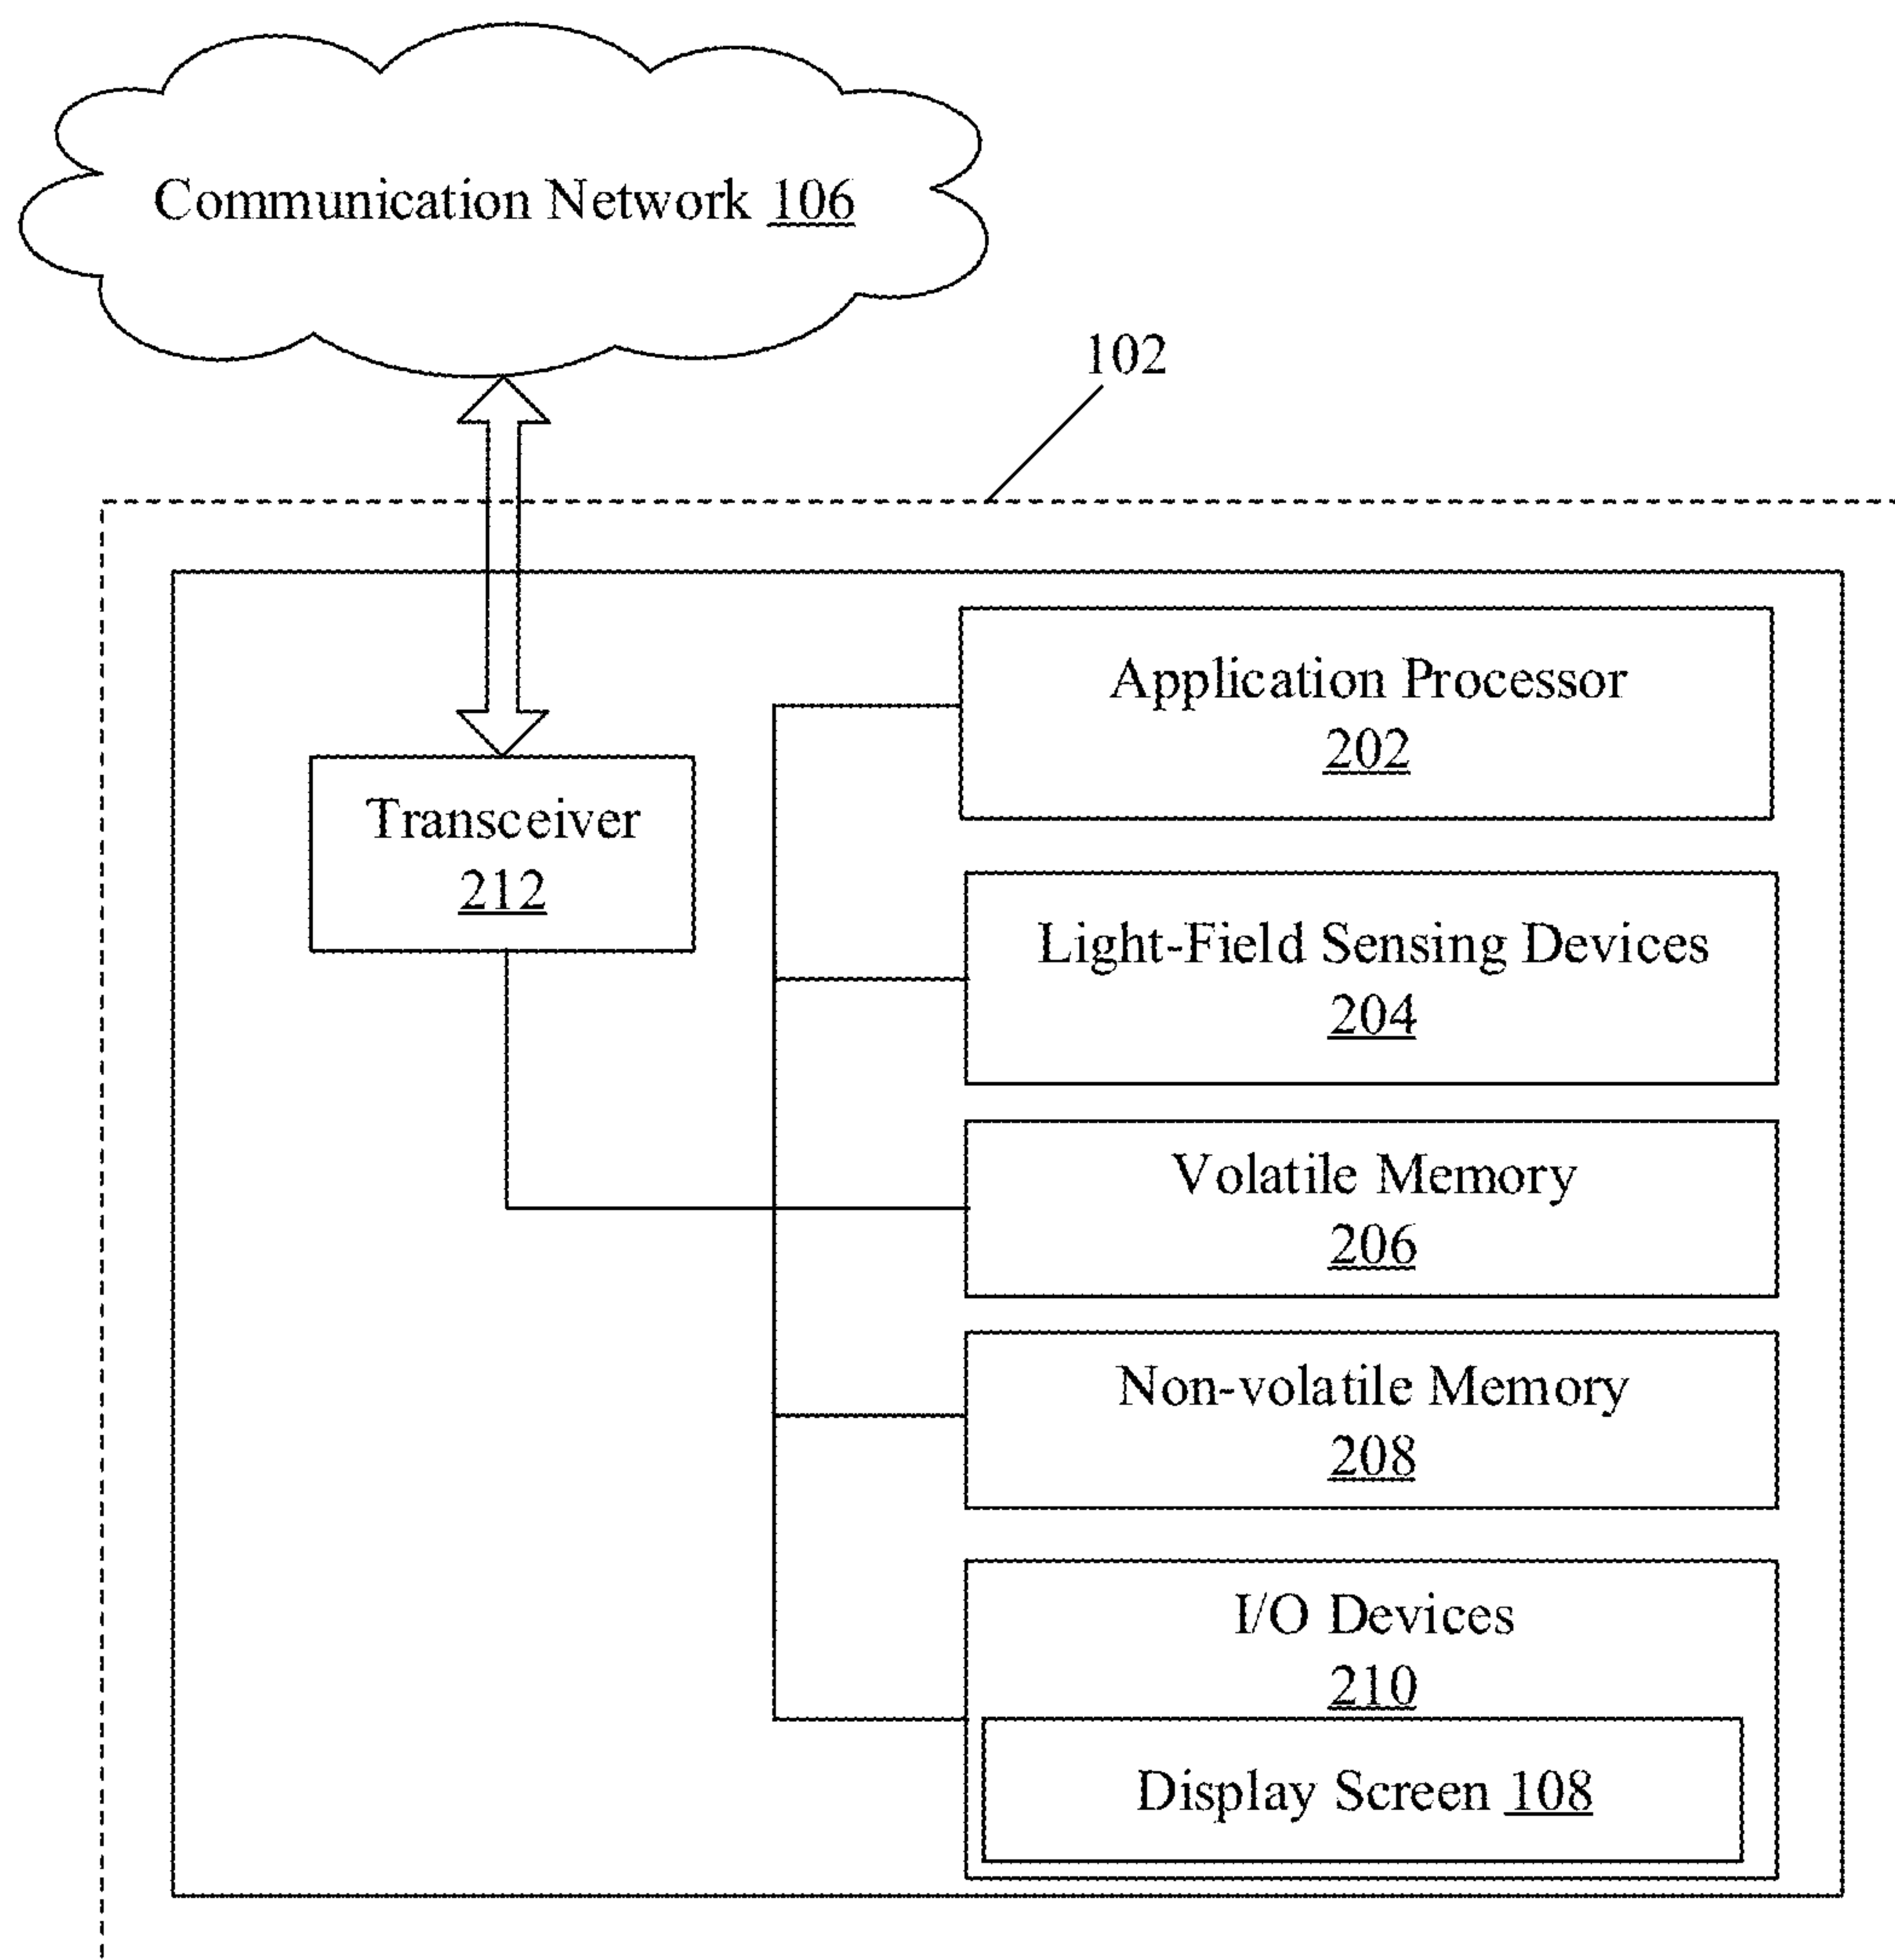 Communication Network 106
102
Application Processor
202
Transceiver
212
Light-Field Sensing Devices
204
Volatile Memory
206
Non-volatile Memory
208
I/O Devices
210
Display Screen 108